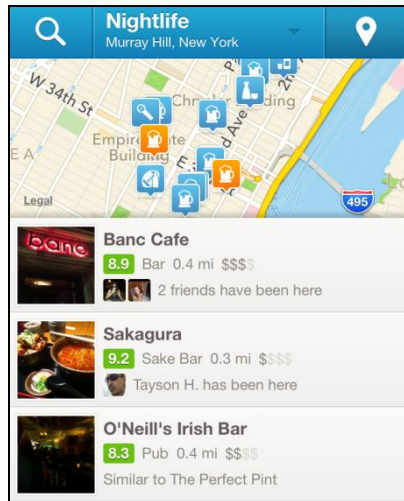 Nightlife
Murray Hill, New York
W 34th St
Building
Empire
Building
E A
Legal
495
banc
Banc Cafe
8.9 Bar 0.4 mi $$$$
2 friends have been here
Sakagura
9.2 Sake Bar 0.3 mi $$$$
Tayson H. has been here
O'Neill's Irish Bar
8.3 Pub 0.4 mi $$$$
Similar to The Perfect Pint